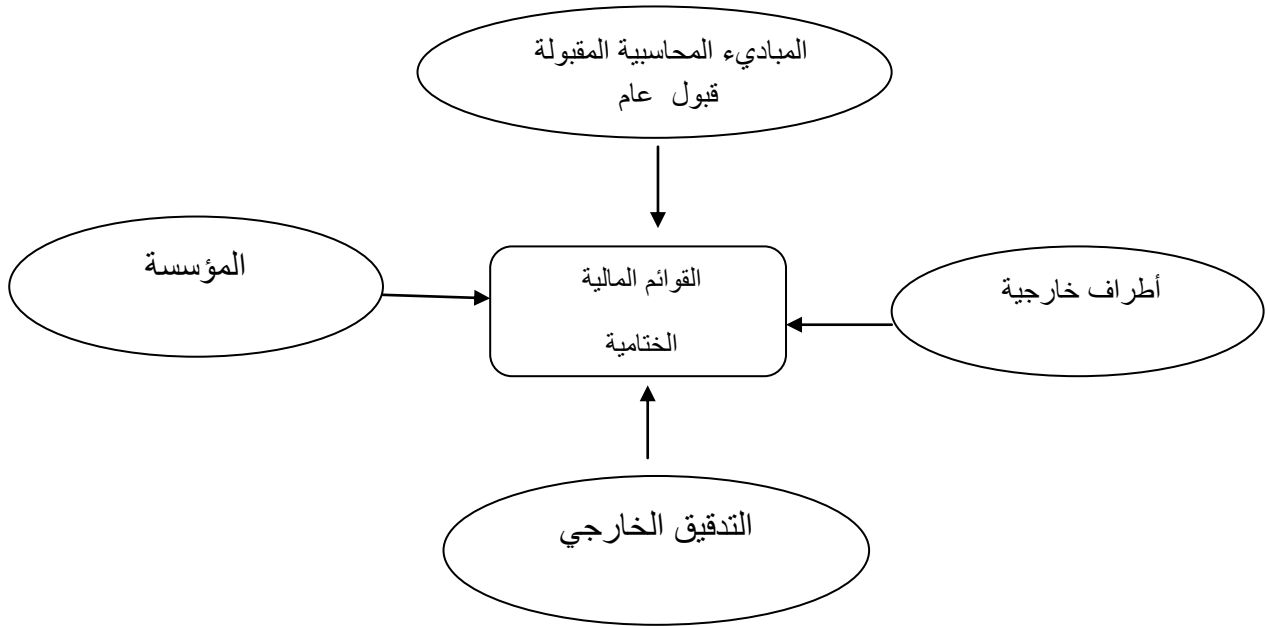 المباديء المحاسبية المقبولة
قبول عام
أطراف خارجية
القوائم المالية
الختامية
المؤسسة
التدقيق الخارجي